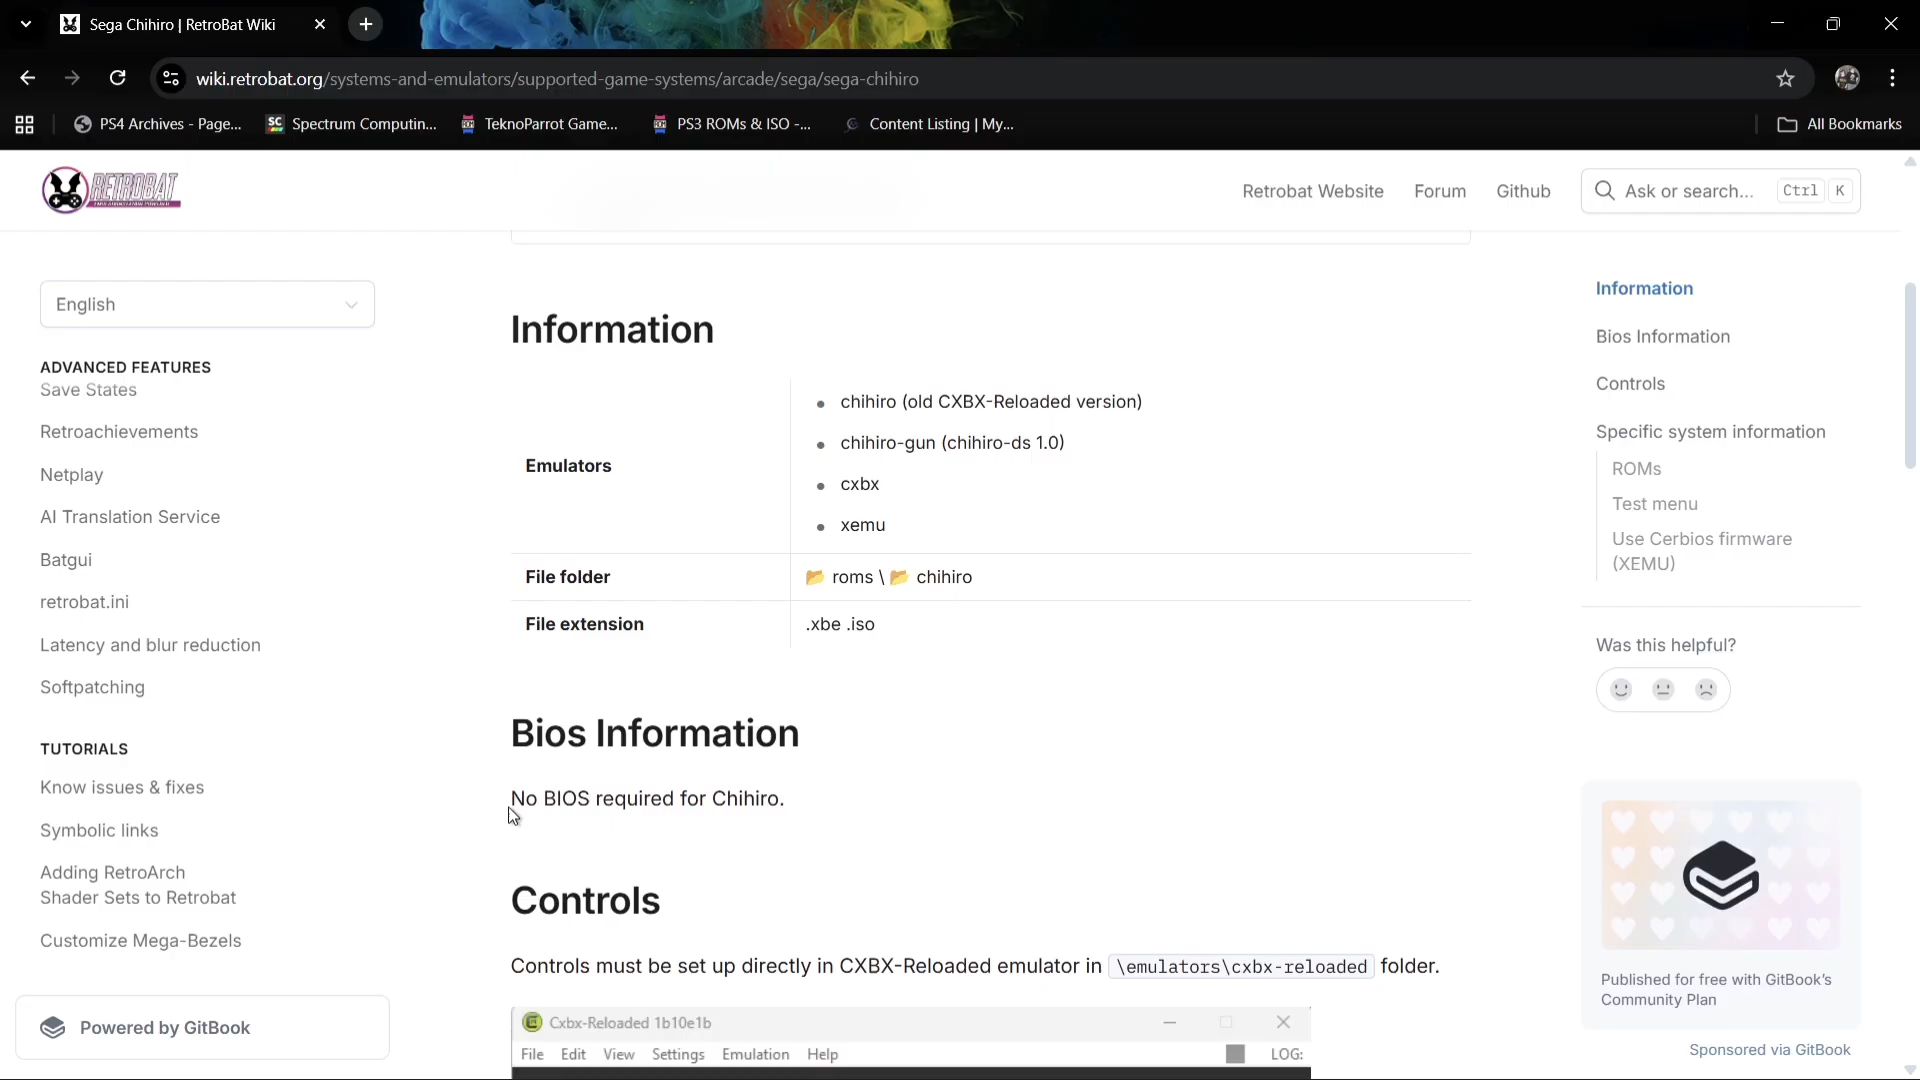 Sega Chihiro | RetroBat Wiki
wiki.retrobat.org/systems-and-emulators/supported-game-systems/arcade/sega/sega-chihiro
PS4 Archives - Page...
Spectrum Computin...
TeknoParrot Game...
PS3 ROMs & ISO -...
Content Listing | My...
All Bookmarks
RETROBAT
Retrobat Website
Forum
Github
Ask or search...
Ctrl
K
English
ADVANCED FEATURES
Save States
Retroachievements
Netplay
AI Translation Service
Batgui
retrobat.ini
Latency and blur reduction
Softpatching
TUTORIALS
Know issues & fixes
Symbolic links
Adding RetroArch
Shader Sets to Retrobat
Customize Mega-Bezels
Powered by GitBook
Information
Emulators
chihiro (old CXBX-Reloaded version)
chihiro-gun (chihiro-ds 1.0)
cxbx
xemu
File folder
roms \ chihiro
File extension
.xbe .iso
Bios Information
No BIOS required for Chihiro.
Controls
Controls must be set up directly in CXBX-Reloaded emulator in \emulators\cxbx-reloaded folder.
Cxbx-Reloaded 1b10e1b
File Edit View Settings Emulation Help
LOG:
Information
Bios Information
Controls
Specific system information
ROMs
Test menu
Use Cerbios firmware
(XEMU)
Was this helpful?
Published for free with GitBook's
Community Plan
Sponsored via GitBook